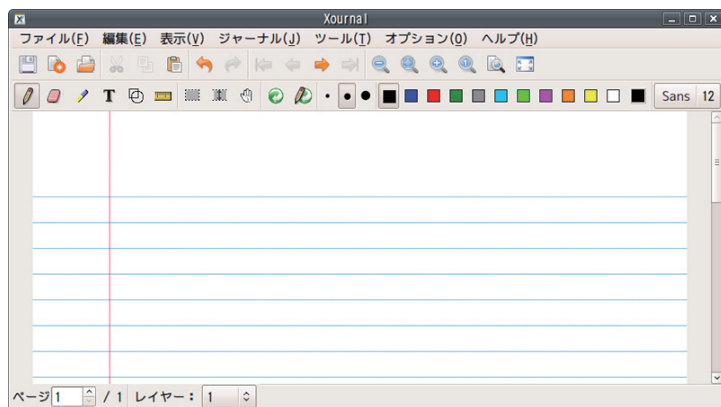 Xournal
ファイル(F) 編集(E) 表示(V) ジャーナル(J) ツール(T) オプション(O) ヘルプ(H)
T Sans 12
ページ 1 / 1 レイヤー: 1